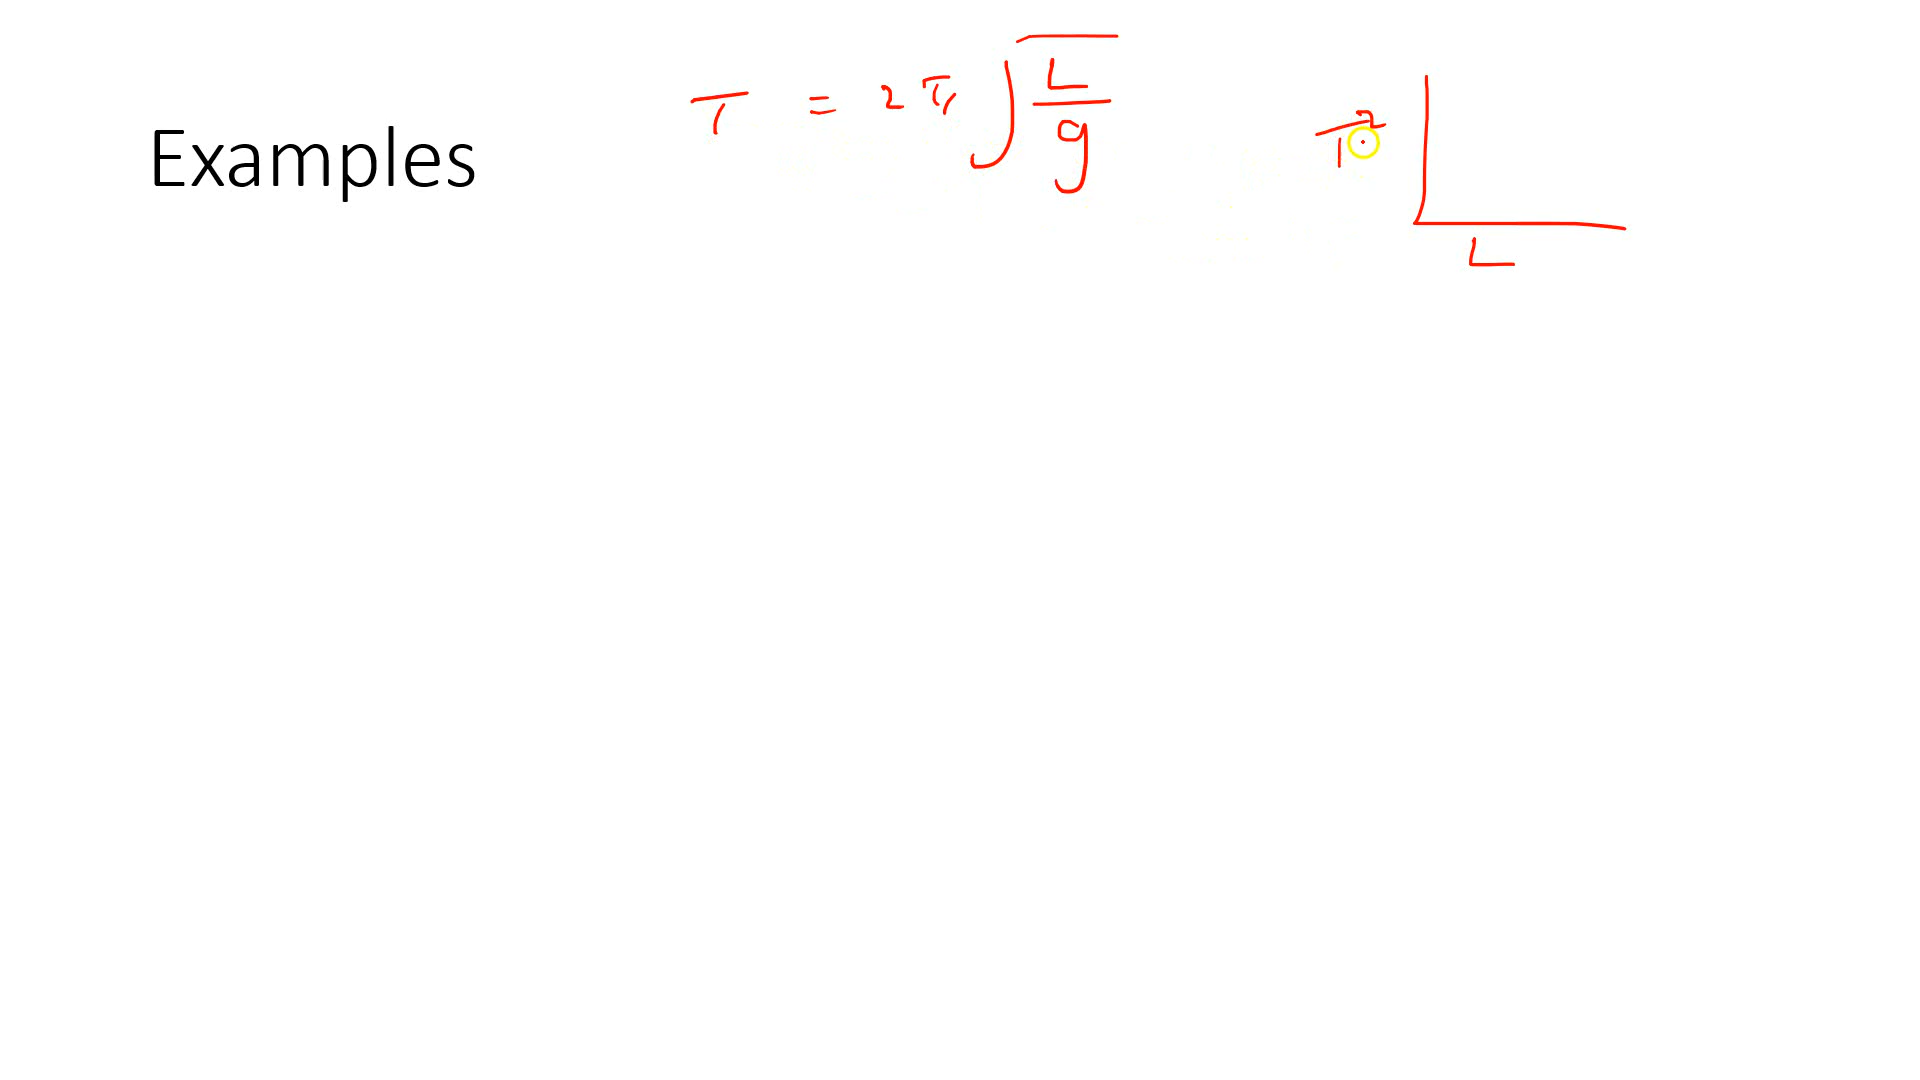 Examples
T = 2π √(L/g)
T²
L